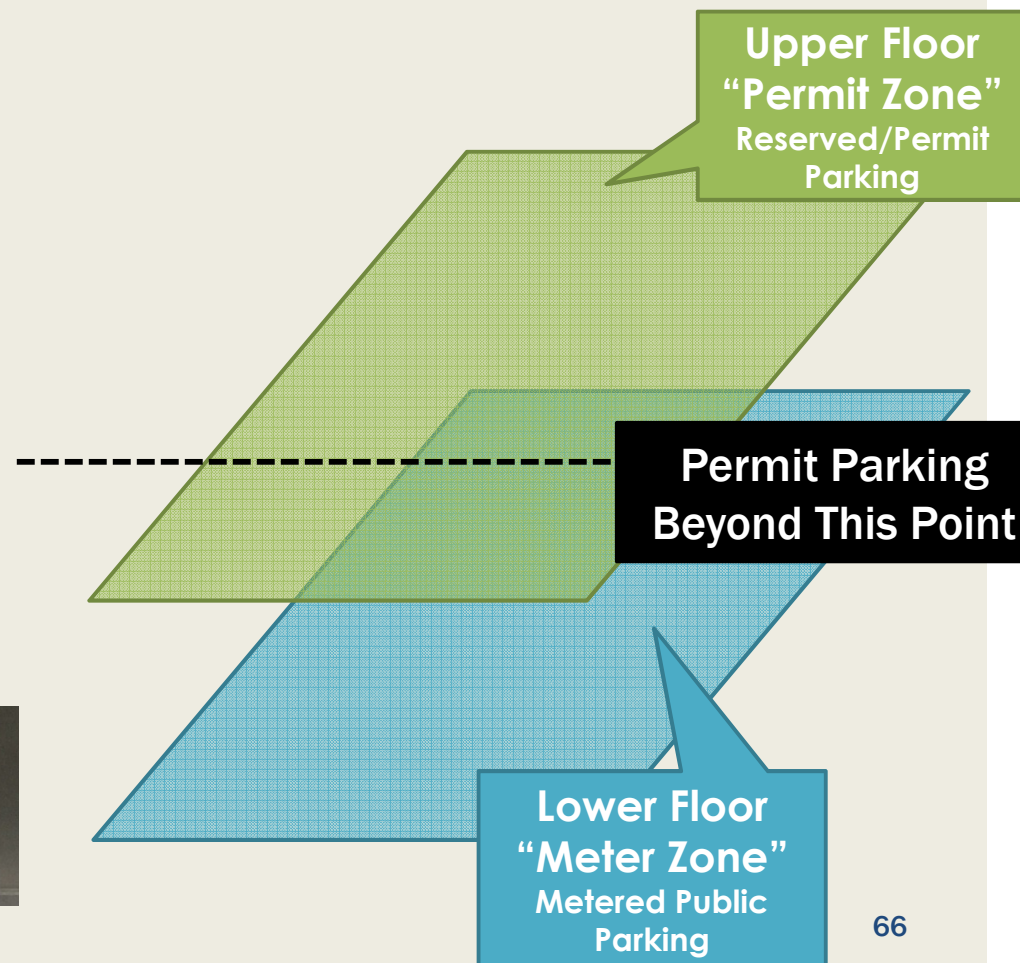 Upper Floor
“Permit Zone”
Reserved/Permit
Parking
Permit Parking
Beyond This Point
Lower Floor
“Meter Zone”
Metered Public
Parking
66